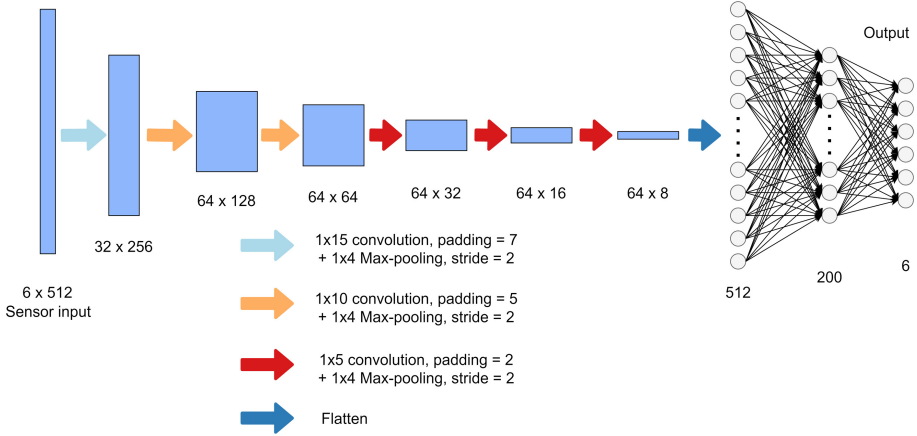 Output
64 x 128
64 x 64
64 x 32
64 x 16
64 x 8
32 x 256
6 x 512
Sensor input
512
200
6
1x15 convolution, padding = 7
+ 1x4 Max-pooling, stride = 2
1x10 convolution, padding = 5
+ 1x4 Max-pooling, stride = 2
1x5 convolution, padding = 2
+ 1x4 Max-pooling, stride = 2
Flatten